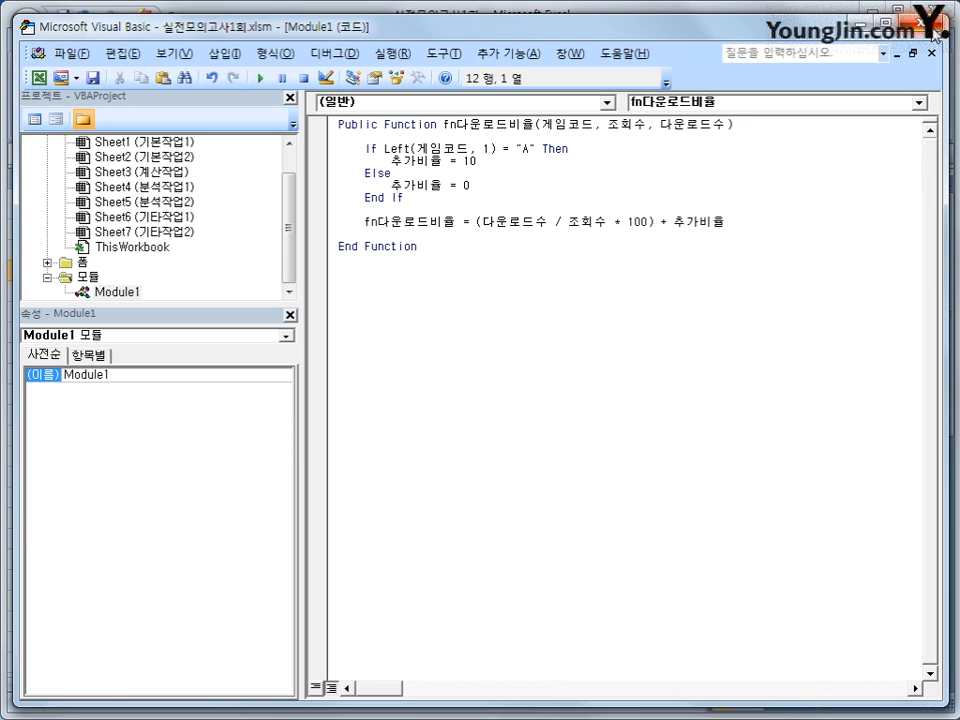 Microsoft Visual Basic - 실전모의고사1회.xlsm - [Module1 (코드)]
YoungJin.com Y.
파일(F) 편집(E) 보기(V) 삽입(I) 형식(O) 디버그(D) 실행(R) 도구(T) 추가 기능(A) 창(W) 도움말(H) 질문을 입력하십시오.
12 행, 1 열
프로젝트 - VBAProject
(일반) fn다운로드비율
Sheet1 (기본작업1)
Sheet2 (기본작업2)
Sheet3 (계산작업)
Sheet4 (분석작업1)
Sheet5 (분석작업2)
Sheet6 (기타작업1)
Sheet7 (기타작업2)
ThisWorkbook
폼
모듈
Module1
속성 - Module1
Module1 모듈
사전순 항목별
(이름) Module1
Public Function fn다운로드비율(게임코드, 조회수, 다운로드수)
If Left(게임코드, 1) = "A" Then
추가비율 = 10
Else
추가비율 = 0
End If
fn다운로드비율 = (다운로드수 / 조회수 * 100) + 추가비율
End Function